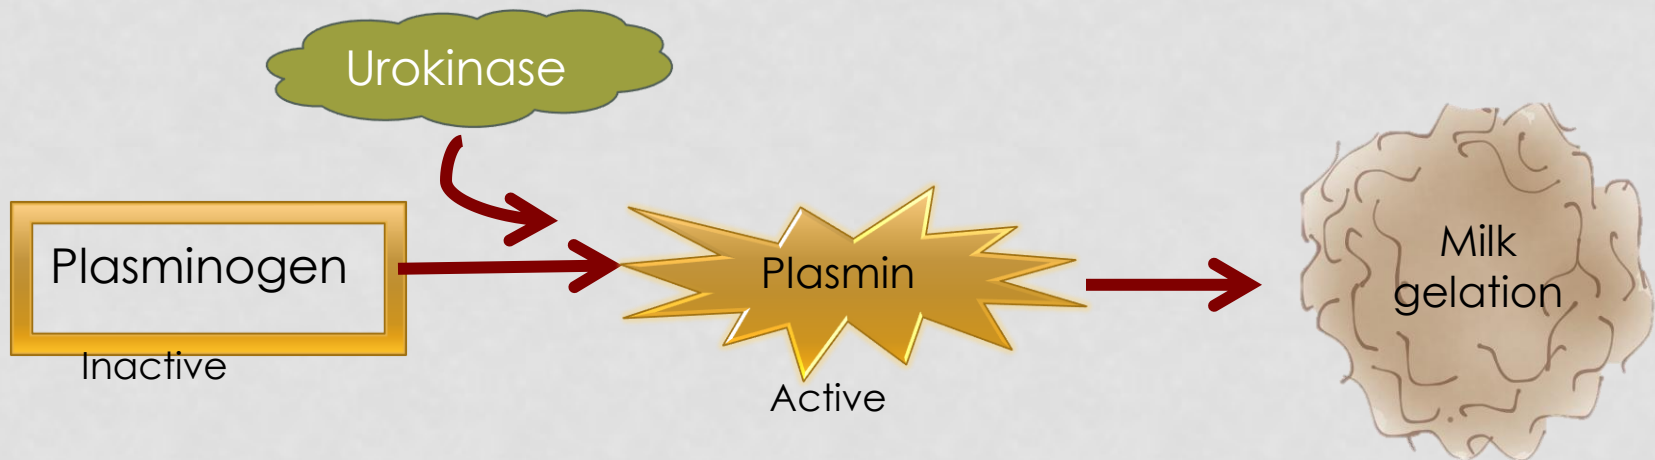 Urokinase
Plasminogen
Inactive
Plasmin
Active
Milk
gelation